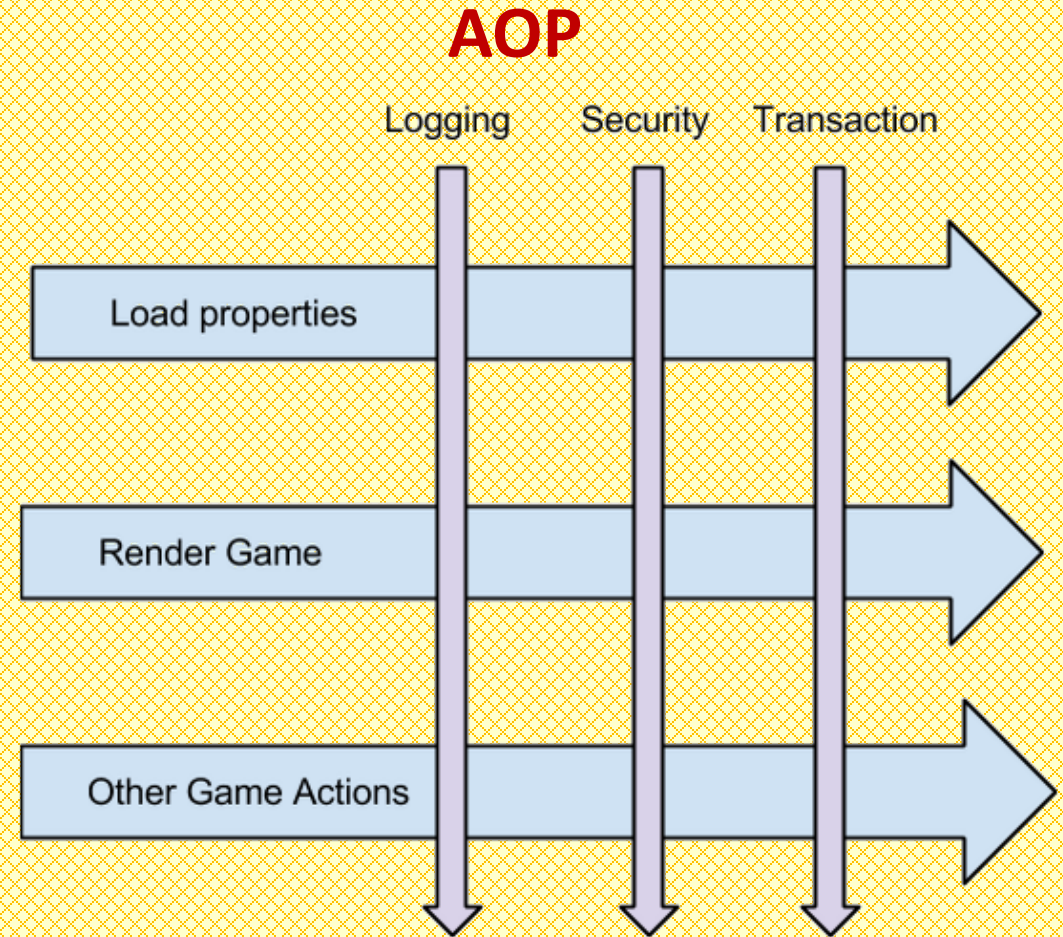 AOP
Logging Security Transaction
Load properties
Render Game
Other Game Actions